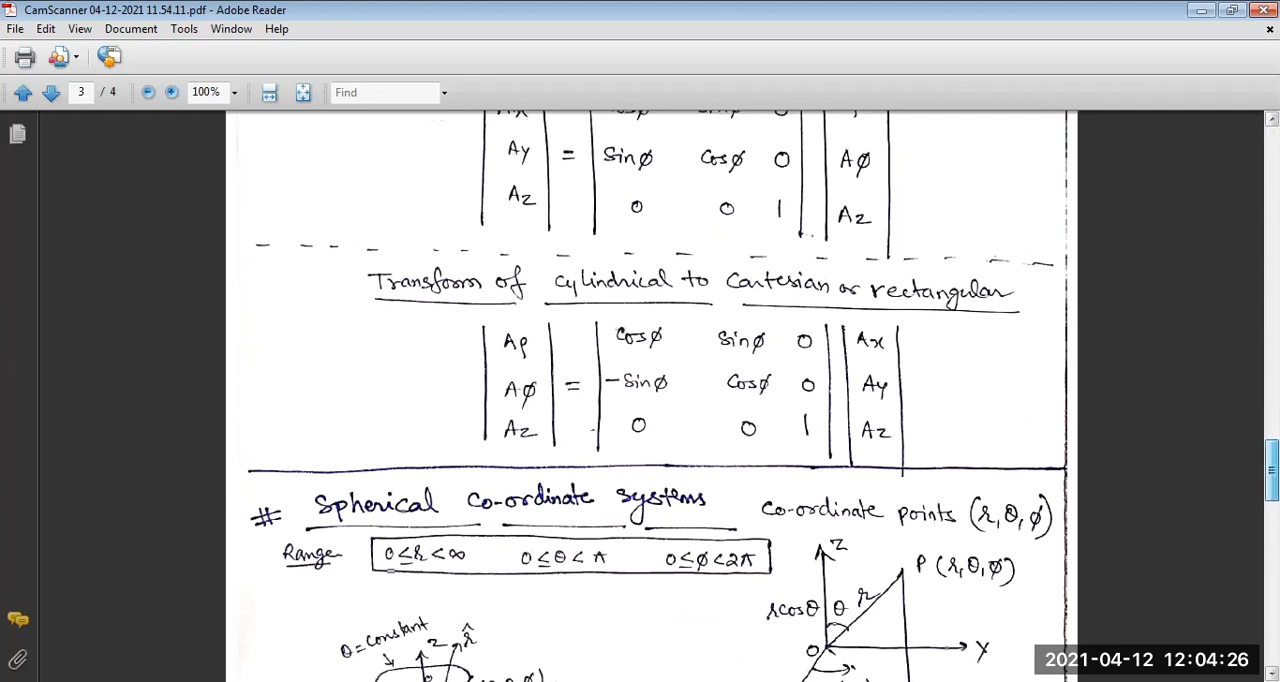 CamScanner 04-12-2021 11.54.11.pdf - Adobe Reader
File Edit View Document Tools Window Help
3 / 4 100% Find
Ay = Sinϕ Cosϕ 0 Aϕ
Az 0 0 1 Az
Transform of cylindrical to Cartesian or rectangular
Aρ Cosϕ Sinϕ 0 Ax
Aϕ = -Sinϕ Cosϕ 0 Ay
Az 0 0 1 Az
# Spherical Co-ordinate systems
Co-ordinate points (r, θ, ϕ)
Range 0≤r<∞ 0≤θ<π 0≤ϕ<2π
Z
P (r, θ, ϕ)
rcosθ θ r
O Y
θ=constant Z r̂
2021-04-12 12:04:26